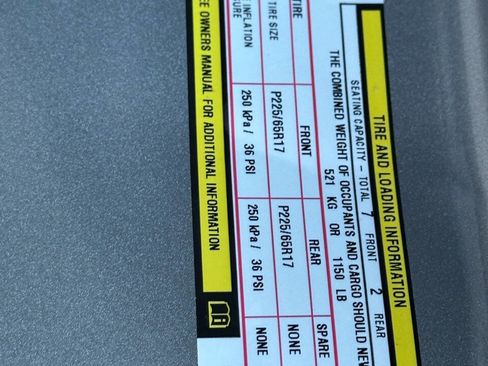 TIRE AND LOADING INFORMATION
SEATING CAPACITY – TOTAL 7 FRONT 2 REAR
THE COMBINED WEIGHT OF OCCUPANTS AND CARGO SHOULD
521 KG OR 1150 LB
TIRE FRONT REAR SPARE
TIRE SIZE P225/65R17 P225/65R17 NONE
INFLATION 250 kPa / 36 PSI 250 kPa / 36 PSI NONE
OWNERS MANUAL FOR ADDITIONAL INFORMATION